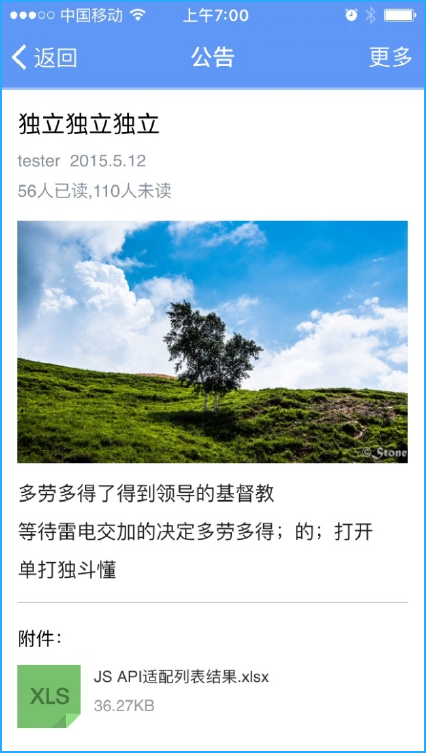 中国移动 上午7:00
返回 公告 更多
独立独立独立
tester 2015.5.12
56人已读,110人未读
© Stone
多劳多得了得到领导的基督教
等待雷电交加的决定多劳多得；的；打开
单打独斗懂
附件：
XLS
JS API适配列表结果.xlsx
36.27KB